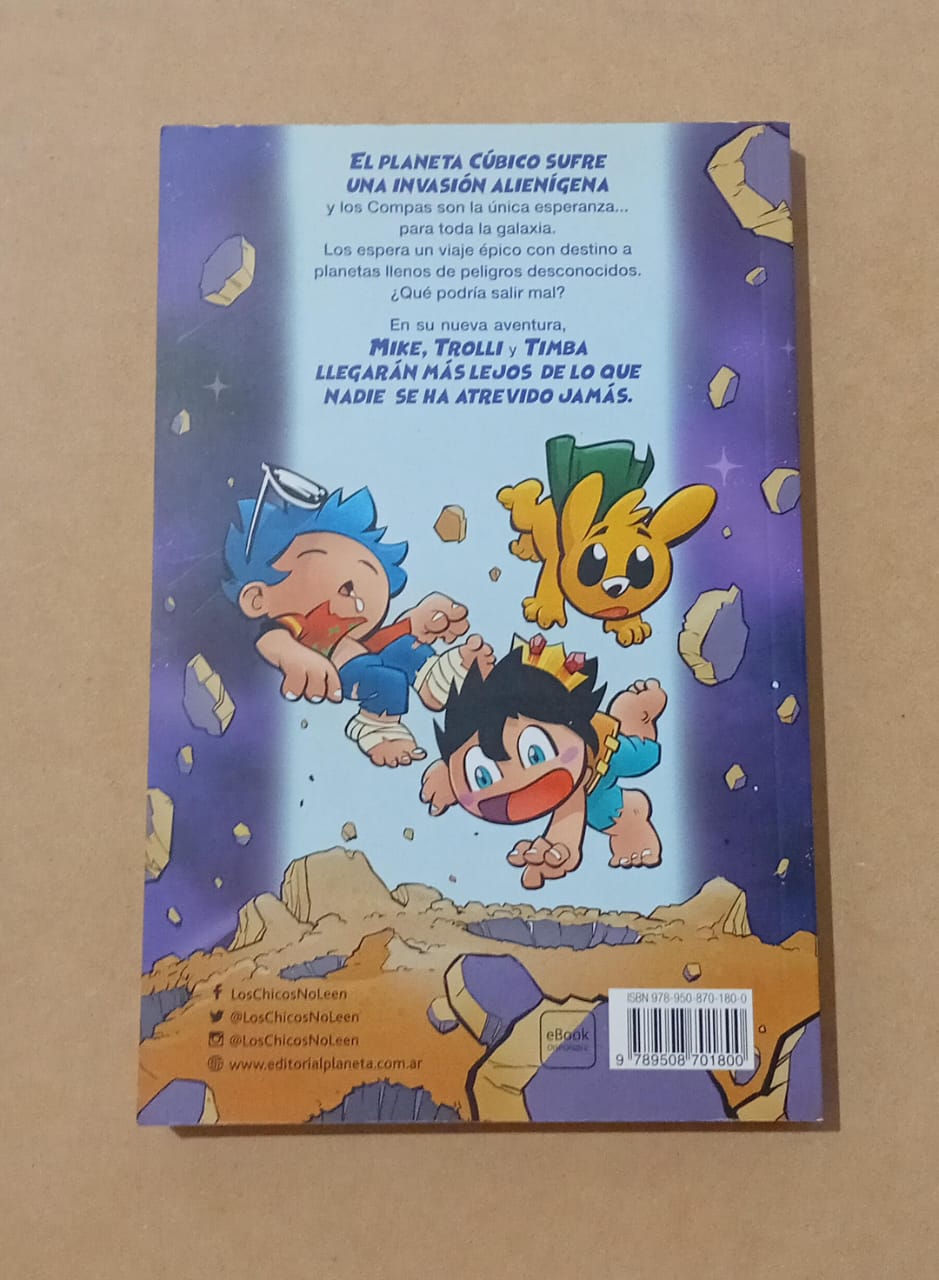 EL PLANETA CÚBICO SUFRE
UNA INVASIÓN ALIENÍGENA
y los Compas son la única esperanza...
para toda la galaxia.
Los espera un viaje épico con destino a
planetas llenos de peligros desconocidos.
¿Qué podría salir mal?
En su nueva aventura,
MIKE, TROLLI y TIMBA
LLEGARÁN MÁS LEJOS DE LO QUE
NADIE SE HA ATREVIDO JAMÁS.
LosChicosNoLeen
@LosChicosNoLeen
@LosChicosNoLeen
www.editorialplaneta.com.ar
eBook
DISPONIBLE
ISBN 978-950-870-180-0
9 789508 701800